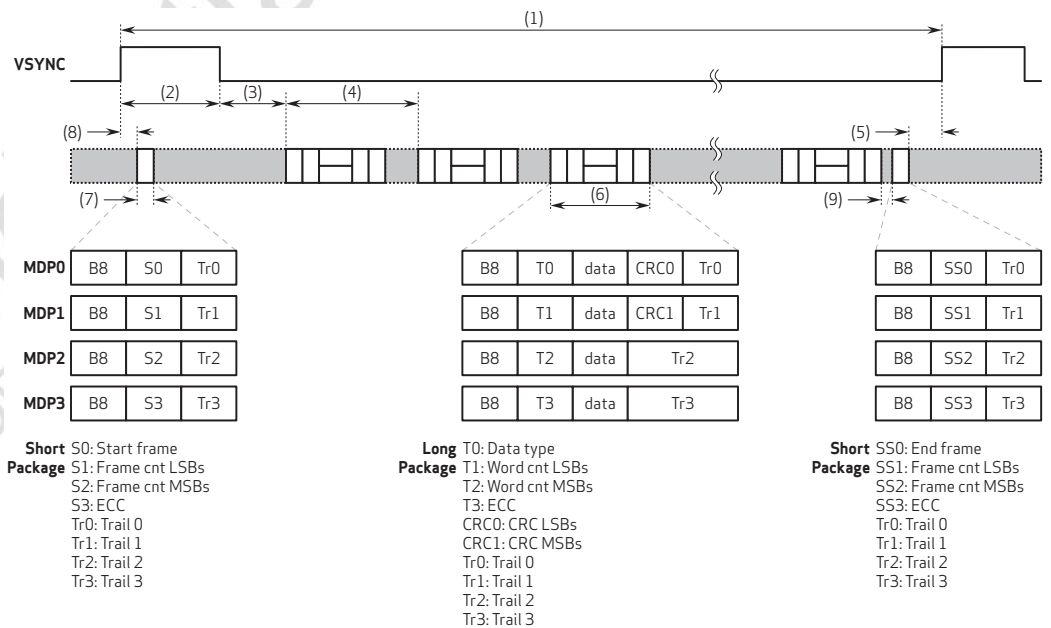 (1)
VSYNC
(2) (3) (4)
(8) (5)
(7) (6) (9)
MDP0 B8 S0 Tr0 B8 T0 data CRC0 Tr0 B8 SS0 Tr0
MDP1 B8 S1 Tr1 B8 T1 data CRC1 Tr1 B8 SS1 Tr1
MDP2 B8 S2 Tr2 B8 T2 data Tr2 B8 SS2 Tr2
MDP3 B8 S3 Tr3 B8 T3 data Tr3 B8 SS3 Tr3
Short Package
S0: Start frame
S1: Frame cnt LSBs
S2: Frame cnt MSBs
S3: ECC
Tr0: Trail 0
Tr1: Trail 1
Tr2: Trail 2
Tr3: Trail 3
Long Package
T0: Data type
T1: Word cnt LSBs
T2: Word cnt MSBs
T3: ECC
CRC0: CRC LSBs
CRC1: CRC MSBs
Tr0: Trail 0
Tr1: Trail 1
Tr2: Trail 2
Tr3: Trail 3
Short Package
SS0: End frame
SS1: Frame cnt LSBs
SS2: Frame cnt MSBs
SS3: ECC
Tr0: Trail 0
Tr1: Trail 1
Tr2: Trail 2
Tr3: Trail 3